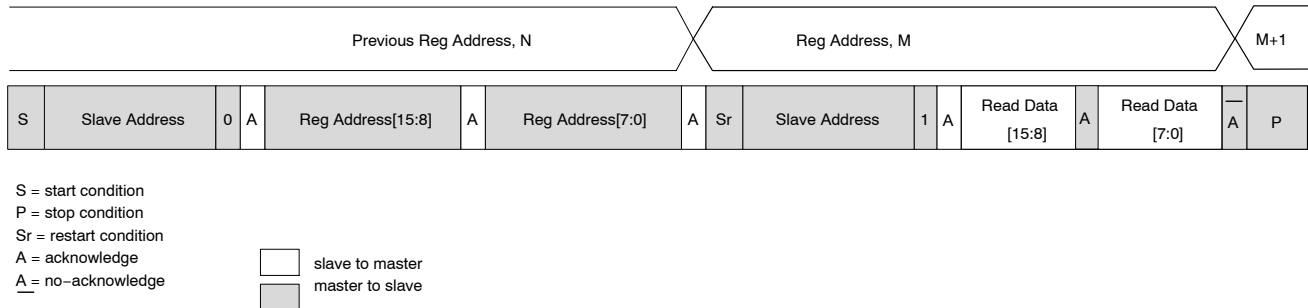 Previous Reg Address, N Reg Address, M M+1
S Slave Address 0 A Reg Address[15:8] A Reg Address[7:0] A Sr Slave Address 1 A Read Data [15:8] A Read Data [7:0] A P
S = start condition
P = stop condition
Sr = restart condition
A = acknowledge
A = no−acknowledge
slave to master
master to slave